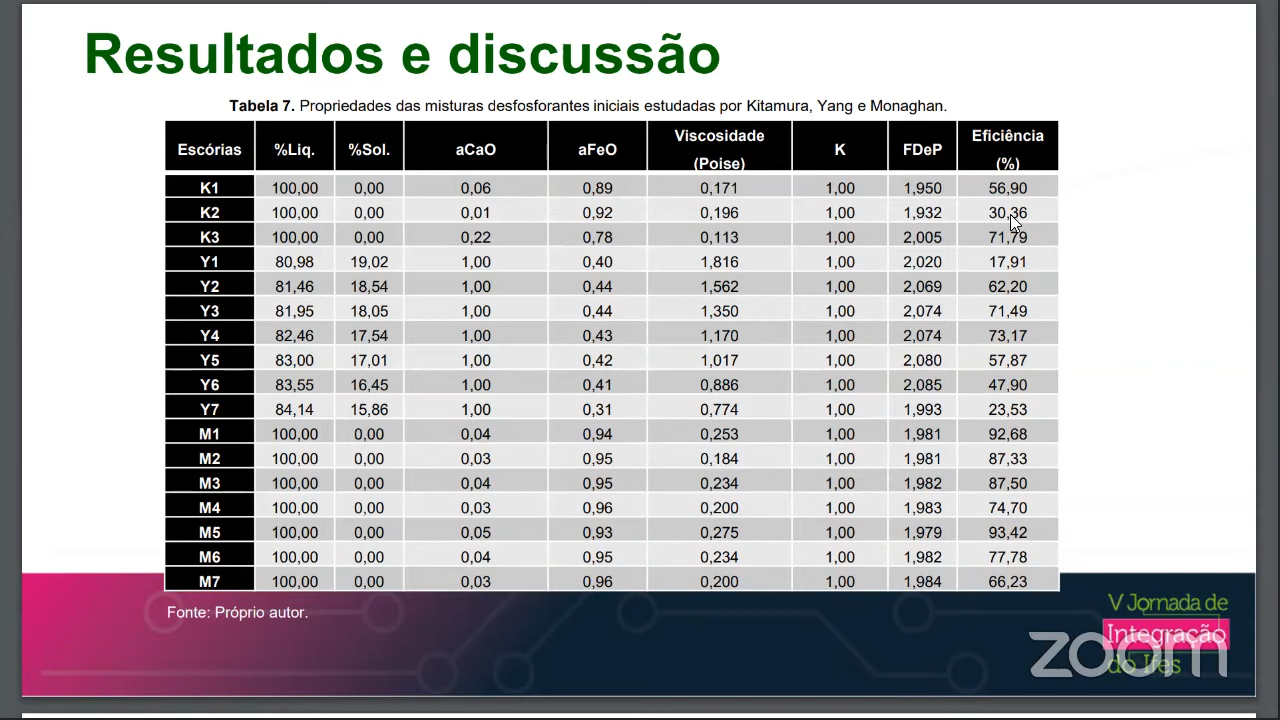 Resultados e discussão
Tabela 7. Propriedades das misturas desfosforantes iniciais estudadas por Kitamura, Yang e Monaghan.
Escórias %Liq. %Sol. aCaO aFeO Viscosidade (Poise) K FDeP Eficiência (%)
K1 100,00 0,00 0,06 0,89 0,171 1,00 1,950 56,90
K2 100,00 0,00 0,01 0,92 0,196 1,00 1,932 30,36
K3 100,00 0,00 0,22 0,78 0,113 1,00 2,005 71,79
Y1 80,98 19,02 1,00 0,40 1,816 1,00 2,020 17,91
Y2 81,46 18,54 1,00 0,44 1,562 1,00 2,069 62,20
Y3 81,95 18,05 1,00 0,44 1,350 1,00 2,074 71,49
Y4 82,46 17,54 1,00 0,43 1,170 1,00 2,074 73,17
Y5 83,00 17,01 1,00 0,42 1,017 1,00 2,080 57,87
Y6 83,55 16,45 1,00 0,41 0,886 1,00 2,085 47,90
Y7 84,14 15,86 1,00 0,31 0,774 1,00 1,993 23,53
M1 100,00 0,00 0,04 0,94 0,253 1,00 1,981 92,68
M2 100,00 0,00 0,03 0,95 0,184 1,00 1,981 87,33
M3 100,00 0,00 0,04 0,95 0,234 1,00 1,982 87,50
M4 100,00 0,00 0,03 0,96 0,200 1,00 1,983 74,70
M5 100,00 0,00 0,05 0,93 0,275 1,00 1,979 93,42
M6 100,00 0,00 0,04 0,95 0,234 1,00 1,982 77,78
M7 100,00 0,00 0,03 0,96 0,200 1,00 1,984 66,23
Fonte: Próprio autor.
V Jornada de
Integração
do Ifes
zoom